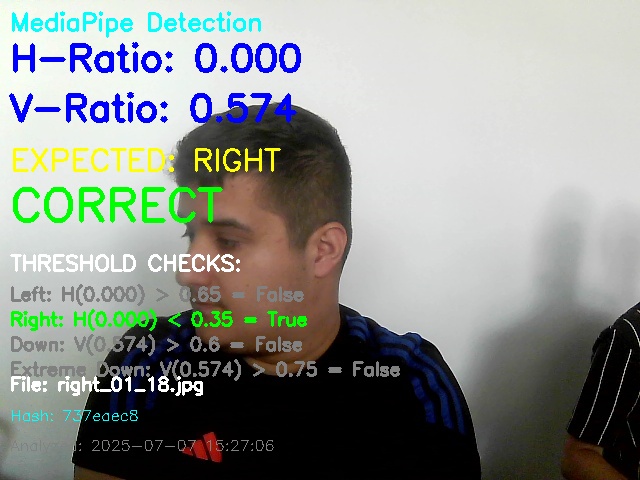 MediaPipe Detection
H-Ratio: 0.000
V-Ratio: 0.574
EXPECTED: RIGHT
CORRECT
THRESHOLD CHECKS:
Left: H(0.000) > 0.65 = False
Right: H(0.000) < 0.35 = True
Down: V(0.574) > 0.6 = False
Extreme Down: V(0.574) > 0.75 = False
File: right_01_18.jpg
Hash: 737eaec8
Analyzed: 2025-07-07 15:27:06